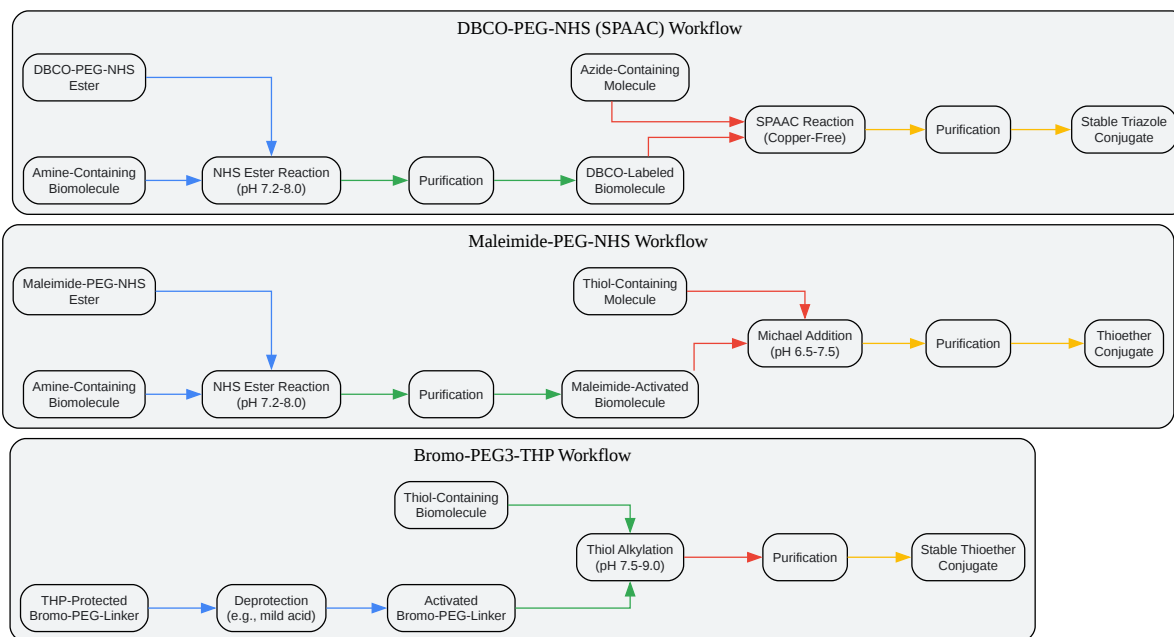 DBCO-PEG-NHS (SPAAC) Workflow
DBCO-PEG-NHS
Ester
Azide-Containing
Molecule
SPAAC Reaction
(Copper-Free)
Purification
Stable Triazole
Conjugate
Amine-Containing
Biomolecule
NHS Ester Reaction
(pH 7.2-8.0)
Purification
DBCO-Labeled
Biomolecule
Maleimide-PEG-NHS Workflow
Maleimide-PEG-NHS
Ester
Thiol-Containing
Molecule
Michael Addition
(pH 6.5-7.5)
Purification
Thioether
Conjugate
Amine-Containing
Biomolecule
NHS Ester Reaction
(pH 7.2-8.0)
Purification
Maleimide-Activated
Biomolecule
Bromo-PEG3-THP Workflow
Thiol-Containing
Biomolecule
Thiol Alkylation
(pH 7.5-9.0)
Purification
Stable Thioether
Conjugate
THP-Protected
Bromo-PEG-Linker
Deprotection
(e.g., mild acid)
Activated
Bromo-PEG-Linker